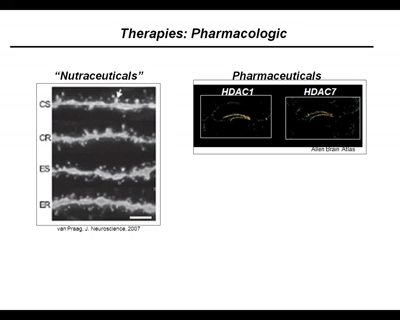 Therapies: Pharmacologic
“Nutraceuticals”
CS
CR
ES
ER
van Praag, J. Neuroscience, 2007
Pharmaceuticals
HDAC1 HDAC7
Allen Brain Atlas